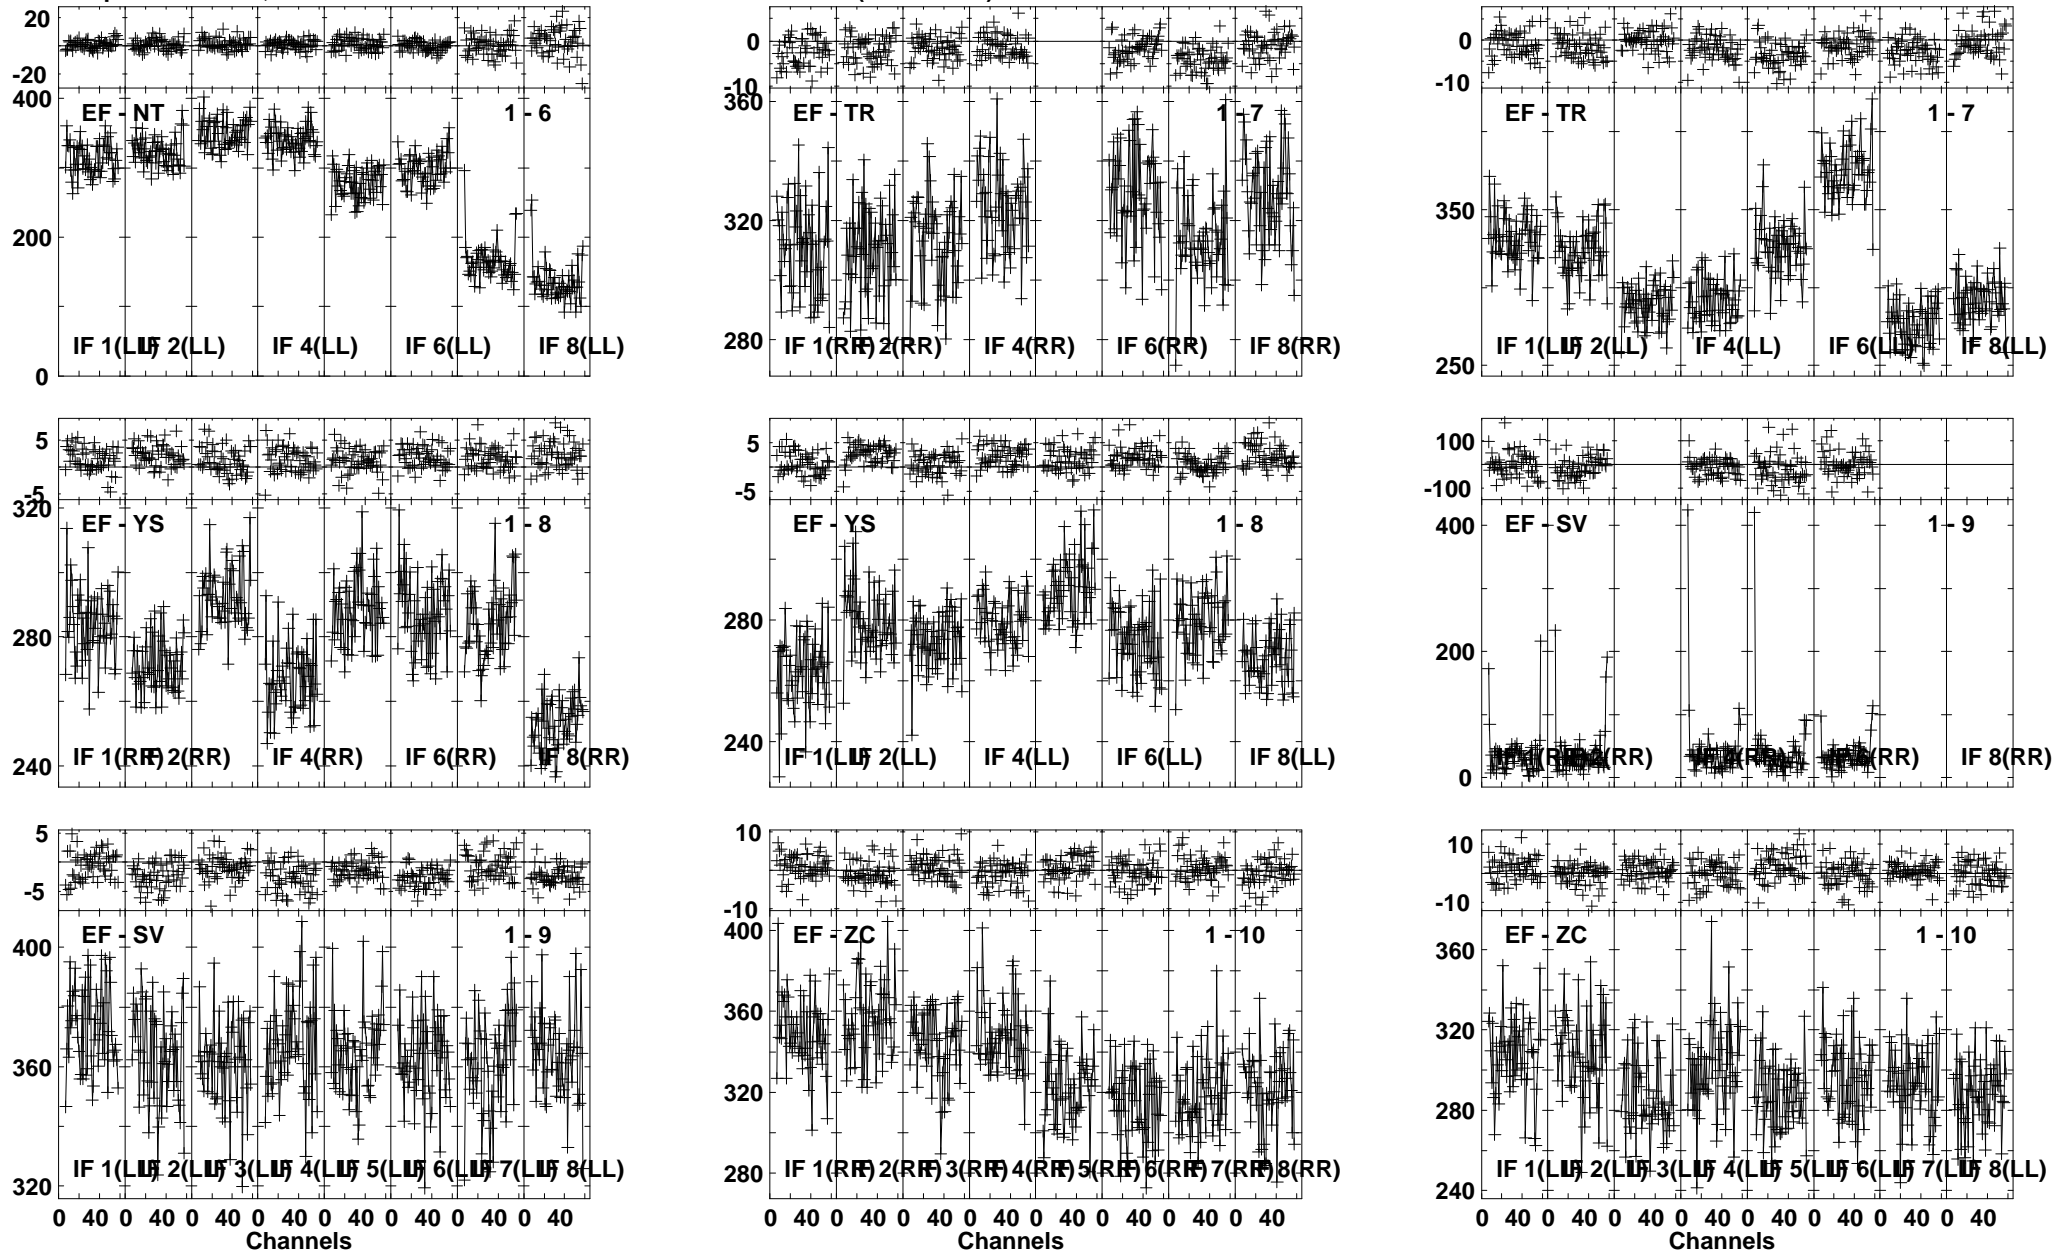 20
0
-20
400
200
0
EF - NT
1 - 6
IF 1(LL)
IF 2(LL)
IF 4(LL)
IF 6(LL)
IF 8(LL)
0
-10
360
320
280
EF - TR
1 - 7
IF 1(RR)
IF 2(RR)
IF 4(RR)
IF 6(RR)
IF 8(RR)
0
-10
350
250
EF - TR
1 - 7
IF 1(LL)
IF 2(LL)
IF 4(LL)
IF 6(LL)
IF 8(LL)
5
-5
320
280
240
EF - YS
1 - 8
IF 1(RR)
IF 2(RR)
IF 4(RR)
IF 6(RR)
IF 8(RR)
5
-5
280
240
EF - YS
1 - 8
IF 1(LL)
IF 2(LL)
IF 4(LL)
IF 6(LL)
IF 8(LL)
100
-100
400
200
0
EF - SV
1 - 9
IF 1(RR)
IF 2(RR)
IF 4(RR)
IF 6(RR)
IF 8(RR)
5
-5
400
360
320
EF - SV
1 - 9
IF 1(LL)
IF 2(LL)
IF 3(LL)
IF 4(LL)
IF 5(LL)
IF 6(LL)
IF 7(LL)
IF 8(LL)
0 40 0 40 0 40 0 40 0 40 0 40 0 40 0 40
Channels
10
-10
400
360
320
280
EF - ZC
1 - 10
IF 1(RR)
IF 2(RR)
IF 3(RR)
IF 4(RR)
IF 5(RR)
IF 6(RR)
IF 7(RR)
IF 8(RR)
0 40 0 40 0 40 0 40 0 40 0 40 0 40 0 40
Channels
10
-10
360
320
280
240
EF - ZC
1 - 10
IF 1(LL)
IF 2(LL)
IF 3(LL)
IF 4(LL)
IF 5(LL)
IF 6(LL)
IF 7(LL)
IF 8(LL)
0 40 0 40 0 40 0 40 0 40 0 40 0 40 0 40
Channels